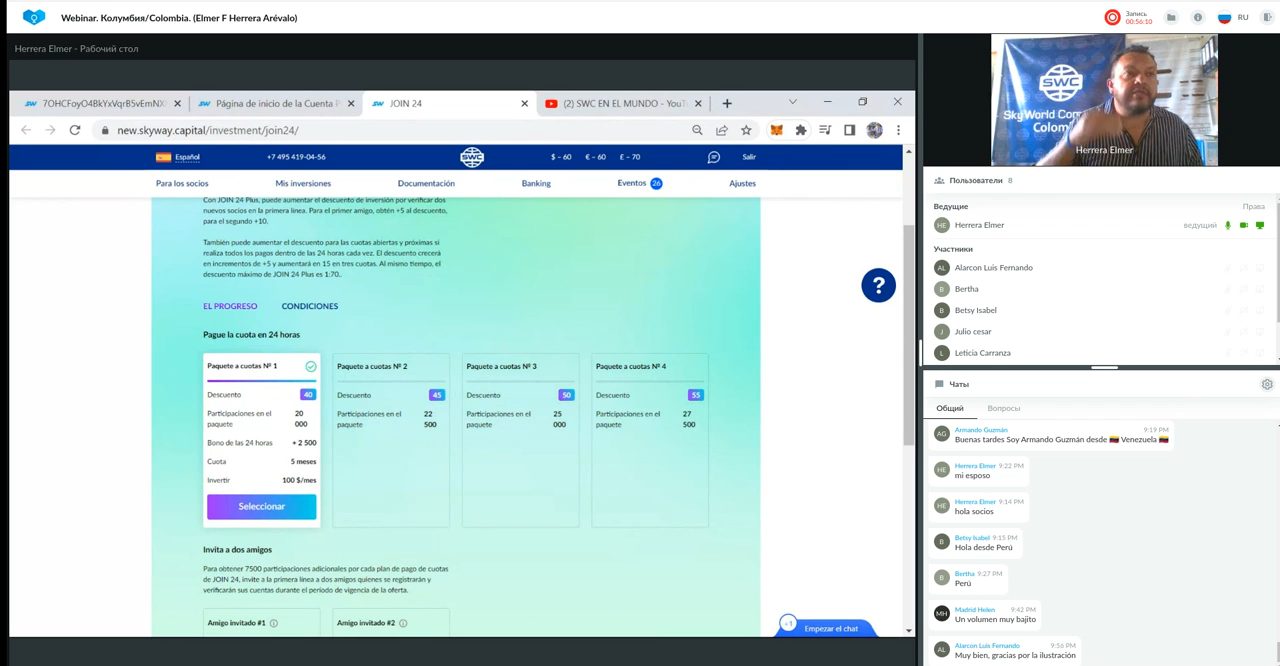 Webinar. Колумбия/Colombia. (Elmer F Herrera Arévalo)
Запись
00:56:10
RU
Herrera Elmer - Рабочий стол
7OHCFoyO4BkYxVqrB5vEmNX
Página de inicio de la Cuenta P
JOIN 24
(2) SWC EN EL MUNDO - YouT
new.skyway.capital/investment/join24/
Español
+7 495 419-04-56
SWC
$ – 60 € – 60 £ – 70
Salir
Para los socios
Mis inversiones
Documentación
Banking
Eventos 26
Ajustes
Con JOIN 24 Plus, puede aumentar el descuento de inversión por verificar dos
nuevos socios en la primera línea. Para el primer amigo, obtén +5 al descuento,
para el segundo +10.
También puede aumentar el descuento para las cuotas abiertas y próximas si
realiza todos los pagos dentro de las 24 horas cada vez. El descuento crecerá
en incrementos de +5 y aumentará en 15 en tres cuotas. Al mismo tiempo, el
descuento máximo de JOIN 24 Plus es 1:70..
EL PROGRESO
CONDICIONES
?
Pague la cuota en 24 horas
Paquete a cuotas Nº 1
Descuento 40
Participaciones en el
paquete
20
000
Bono de las 24 horas + 2 500
Cuota 5 meses
Invertir 100 $/mes
Seleccionar
Paquete a cuotas Nº 2
Descuento 45
Participaciones en el
paquete
22
500
Paquete a cuotas Nº 3
Descuento 50
Participaciones en el
paquete
25
000
Paquete a cuotas Nº 4
Descuento 55
Participaciones en el
paquete
27
500
Invita a dos amigos
Para obtener 7500 participaciones adicionales por cada plan de pago de cuotas
de JOIN 24, invite a la primera línea a dos amigos quienes se registrarán y
verificarán sus cuentas durante el período de vigencia de la oferta.
Amigo invitado #1
Amigo invitado #2
+1
Empezar el chat
SWC
SkyWorld Co
Colom
Herrera Elmer
Пользователи 8
Ведущие
Права
HE Herrera Elmer
ведущий
Участники
AL Alarcon Luis Fernando
B Bertha
B Betsy Isabel
J Julio cesar
L Leticia Carranza
Чаты
Общий
Вопросы
AG Armando Guzmán 9:19 PM
Buenas tardes Soy Armando Guzmán desde 🇻🇪 Venezuela 🇻🇪
HE Herrera Elmer 9:22 PM
mi esposo
HE Herrera Elmer 9:14 PM
hola socios
B Betsy Isabel 9:15 PM
Hola desde Perú
B Bertha 9:27 PM
Perú
MH Madrid Helen 9:42 PM
Un volumen muy bajito
AL Alarcon Luis Fernando 9:56 PM
Muy bien, gracias por la ilustración